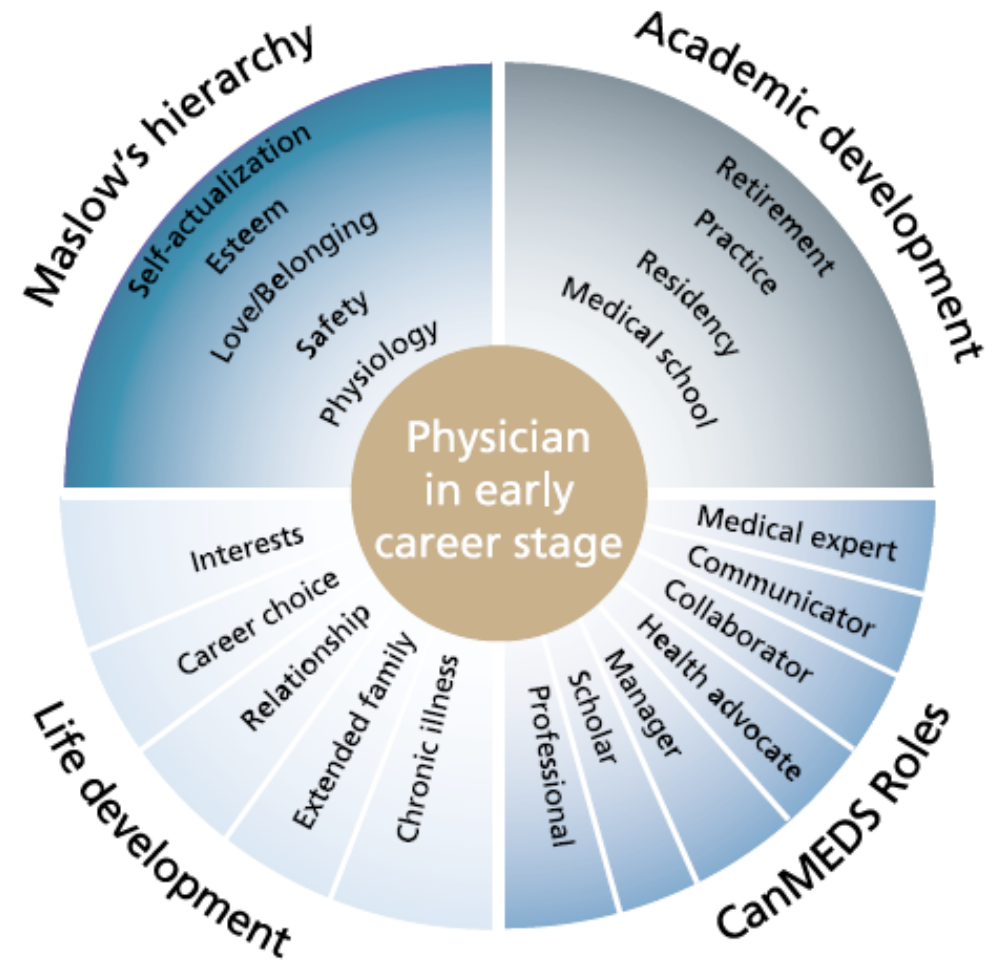 Maslow's hierarchy
Self-actualization
Esteem
Love/Belonging
Safety
Physiology
Academic development
Retirement
Practice
Residency
Medical school
Physician
in early
career stage
Interests
Career choice
Relationship
Extended family
Chronic illness
Life development
Medical expert
Communicator
Collaborator
Health advocate
Manager
Scholar
Professional
CanMEDS Roles